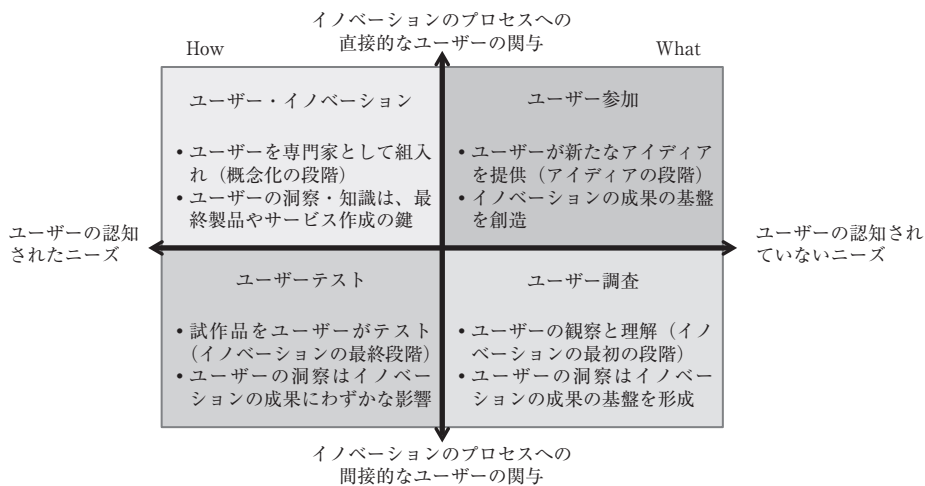 イノベーションのプロセスへの
直接的なユーザーの関与
How
What
ユーザー・イノベーション
• ユーザーを専門家として組入
れ（概念化の段階）
• ユーザーの洞察・知識は、最
終製品やサービス作成の鍵
ユーザー参加
• ユーザーが新たなアイディア
を提供（アイディアの段階）
• イノベーションの成果の基盤
を創造
ユーザーの認知
されたニーズ
ユーザーの認知され
ていないニーズ
ユーザーテスト
• 試作品をユーザーがテスト
（イノベーションの最終段階）
• ユーザーの洞察はイノベー
ションの成果にわずかな影響
ユーザー調査
• ユーザーの観察と理解（イノ
ベーションの最初の段階）
• ユーザーの洞察はイノベー
ションの成果の基盤を形成
イノベーションのプロセスへの
間接的なユーザーの関与